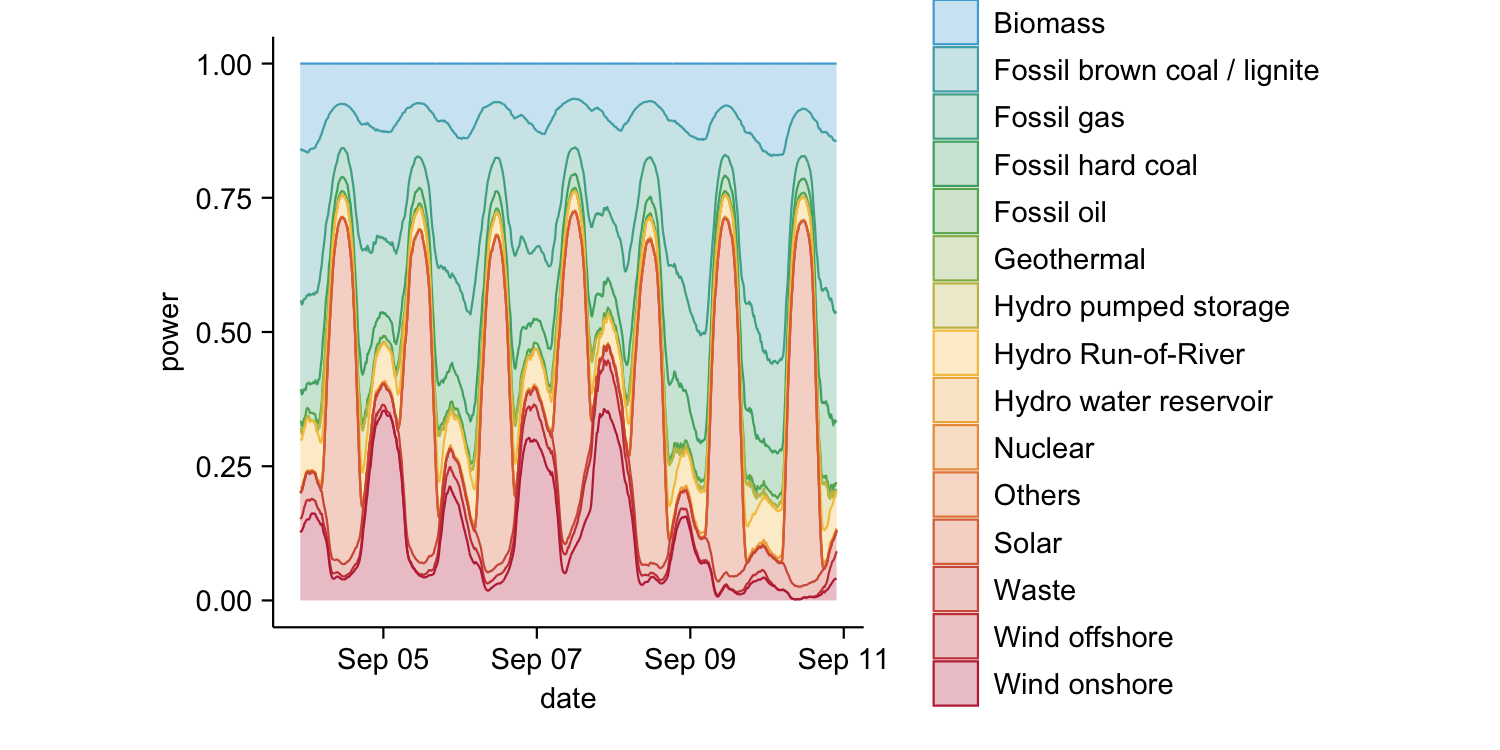 1.00
0.75
0.50
0.25
0.00
power
Sep 05
Sep 07
Sep 09
Sep 11
date
Biomass
Fossil brown coal / lignite
Fossil gas
Fossil hard coal
Fossil oil
Geothermal
Hydro pumped storage
Hydro Run-of-River
Hydro water reservoir
Nuclear
Others
Solar
Waste
Wind offshore
Wind onshore